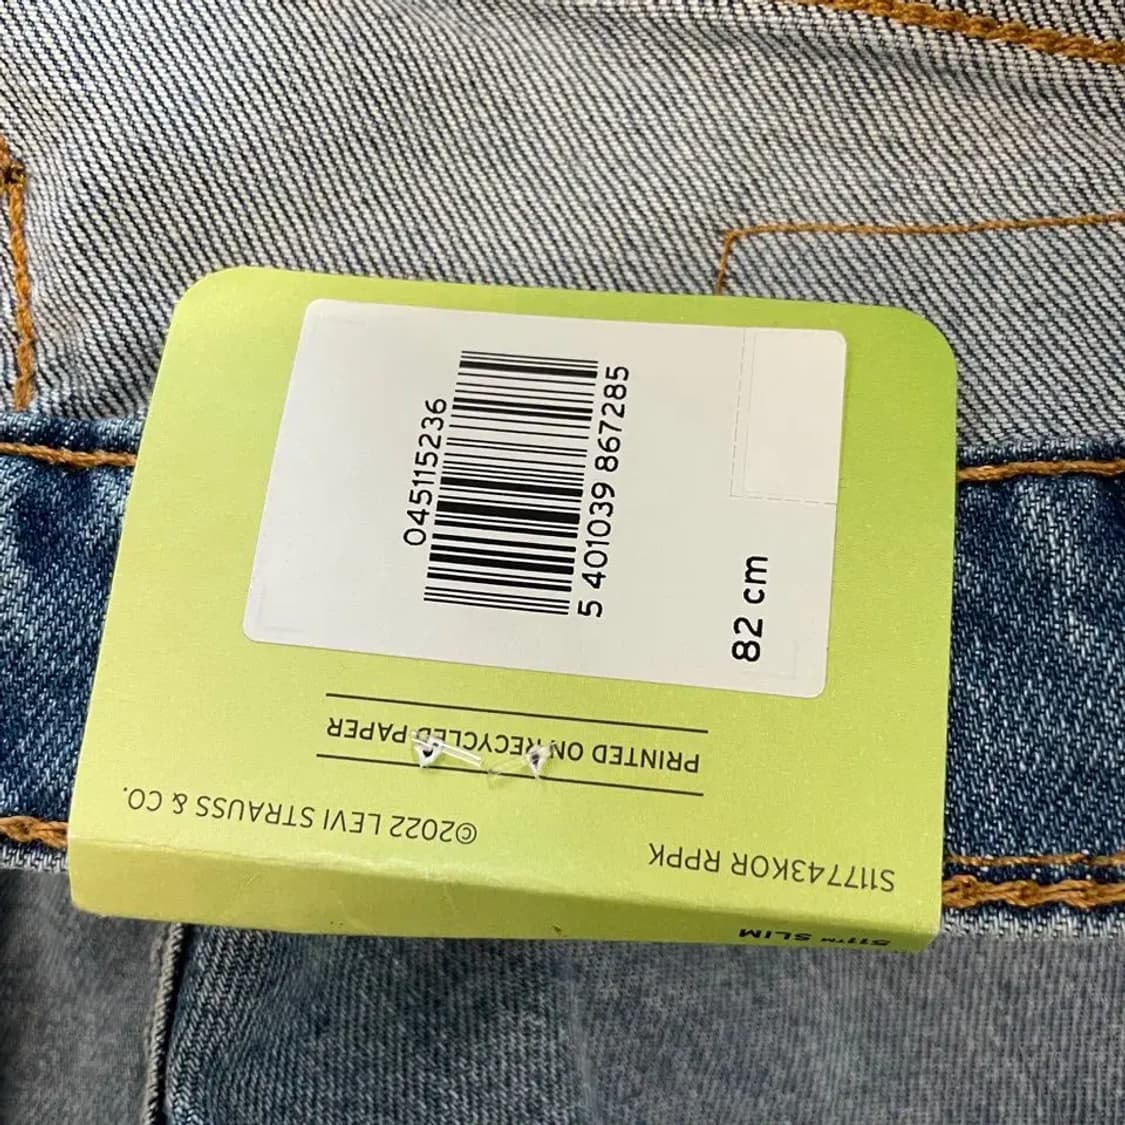 045115236
5 401039 867285
82 cm
PRINTED ON RECYCLED PAPER
©2022 LEVI STRAUSS & CO.
S117743KOR RPPK
511™ SLIM